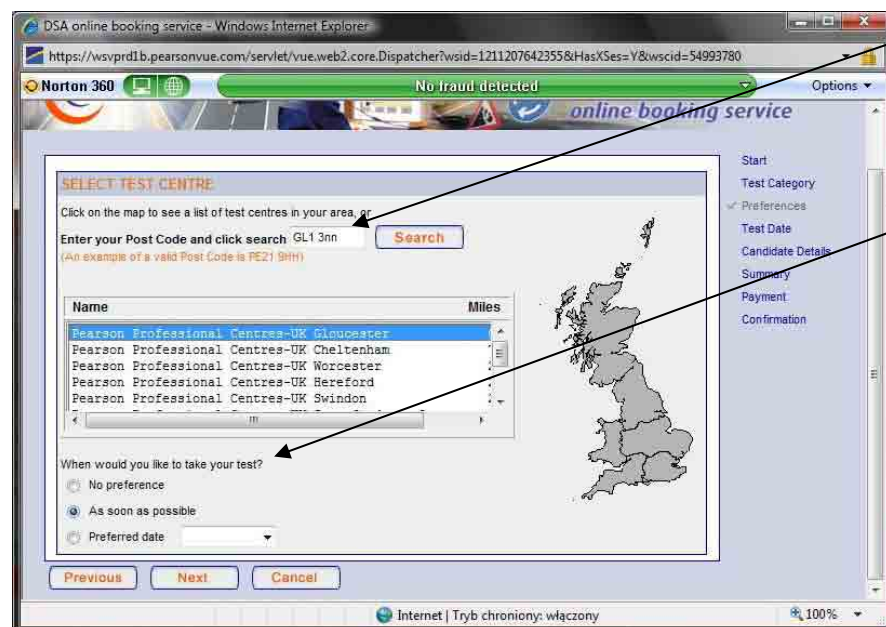 DSA online booking service - Windows Internet Explorer
https://wsvprd1b.pearsonvue.com/servlet/vue.web2.core.Dispatcher?wsid=1211207642355&HasXSes=Y&wscid=54993780
Norton 360 No fraud detected Options
online booking service
Start
Test Category
Preferences
Test Date
Candidate Details
Summary
Payment
Confirmation
SELECT TEST CENTRE
Click on the map to see a list of test centres in your area, or
Enter your Post Code and click search GL1 3nn Search
(An example of a valid Post Code is PE21 9HH)
Name Miles
Pearson Professional Centres-UK Gloucester
Pearson Professional Centres-UK Cheltenham
Pearson Professional Centres-UK Worcester
Pearson Professional Centres-UK Hereford
Pearson Professional Centres-UK Swindon
When would you like to take your test?
No preference
As soon as possible
Preferred date
Previous Next Cancel
Internet | Tryb chroniony: włączony 100%